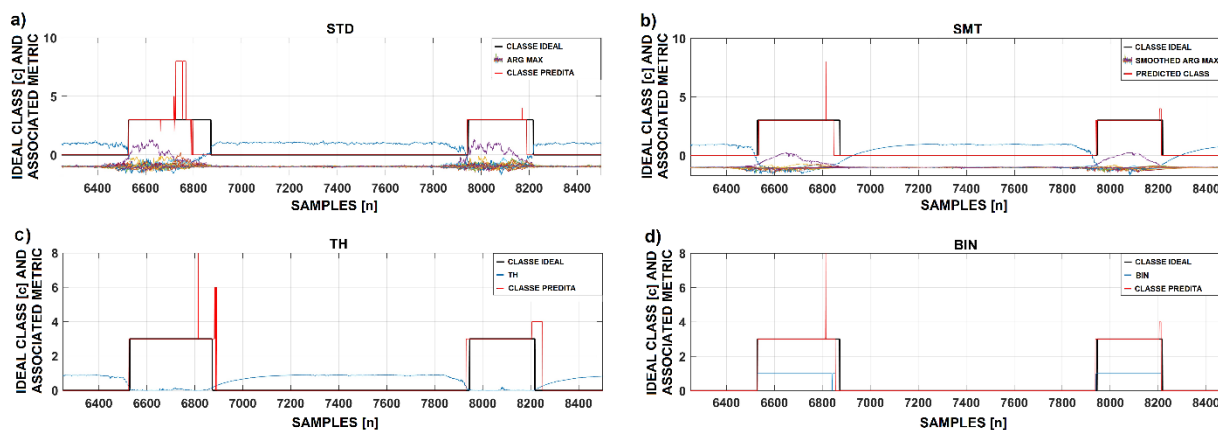 a)
STD
IDEAL CLASS [c] AND
ASSOCIATED METRIC
10
5
0
CLASSE IDEAL
ARG MAX
CLASSE PREDITA
6400 6600 6800 7000 7200 7400 7600 7800 8000 8200 8400
SAMPLES [n]
b)
SMT
IDEAL CLASS [c] AND
ASSOCIATED METRIC
10
5
0
CLASSE IDEAL
SMOOTHED ARG MAX
PREDICTED CLASS
6400 6600 6800 7000 7200 7400 7600 7800 8000 8200 8400
SAMPLES [n]
c)
TH
IDEAL CLASS [c] AND
ASSOCIATED METRIC
8
6
4
2
0
CLASSE IDEAL
TH
CLASSE PREDITA
6400 6600 6800 7000 7200 7400 7600 7800 8000 8200 8400
SAMPLES [n]
d)
BIN
IDEAL CLASS [c] AND
ASSOCIATED METRIC
8
6
4
2
0
CLASSE IDEAL
BIN
CLASSE PREDITA
6400 6600 6800 7000 7200 7400 7600 7800 8000 8200 8400
SAMPLES [n]